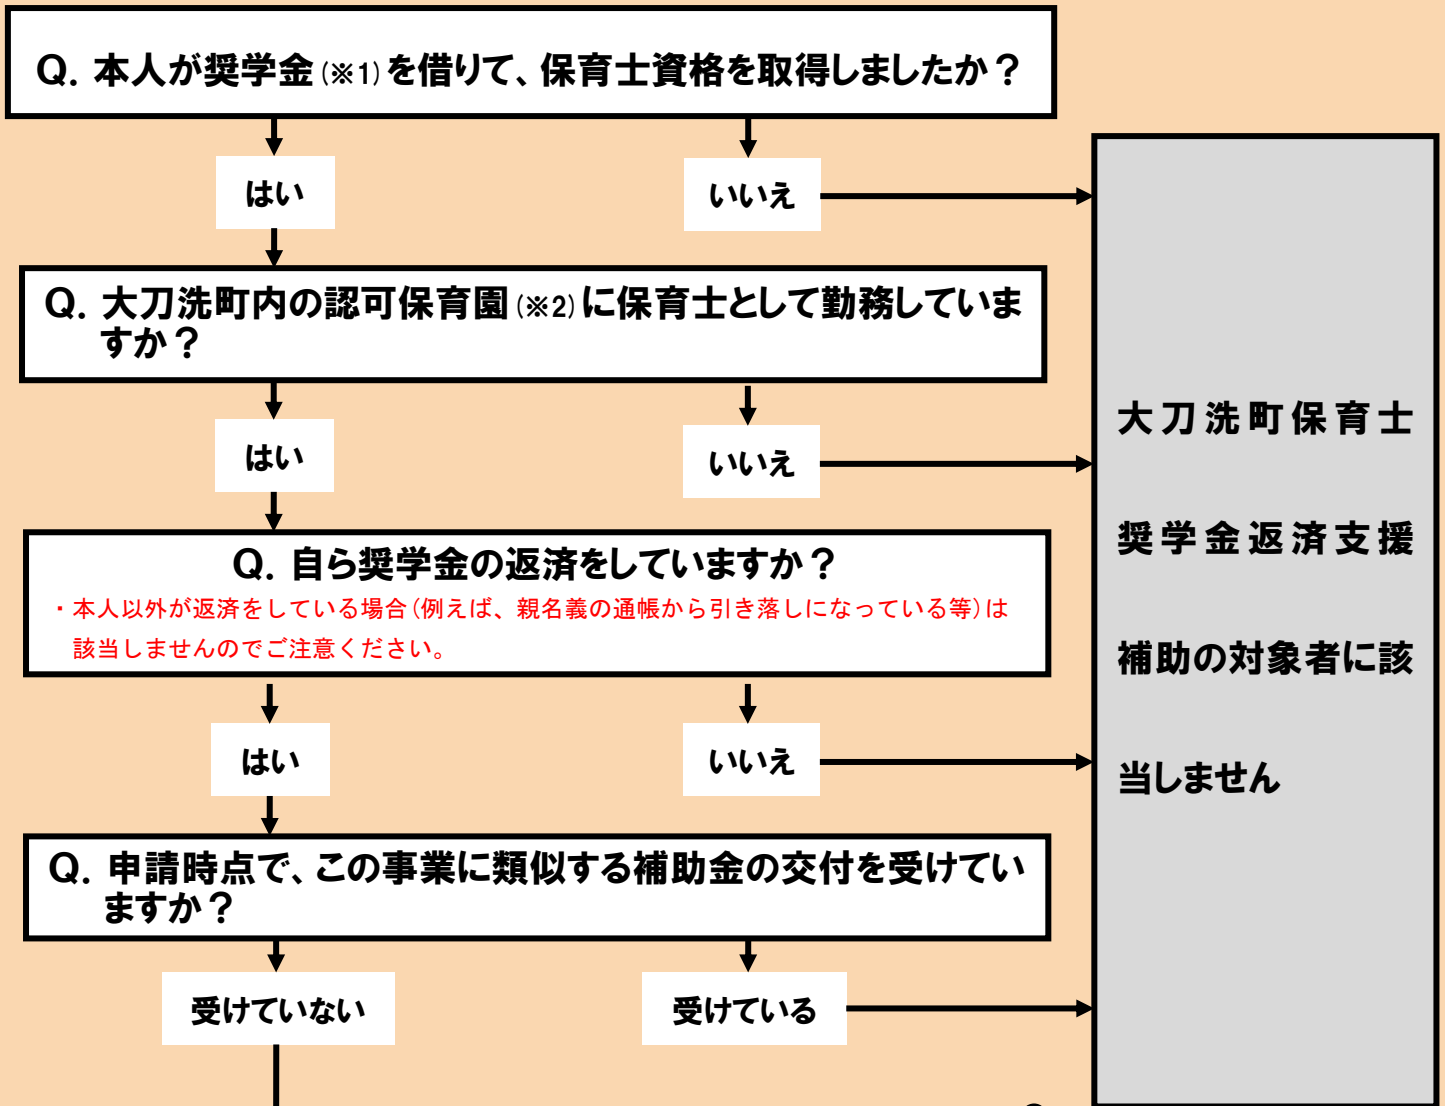 Q. 本人が奨学金(※1)を借りて、保育士資格を取得しましたか？
はい
いいえ
Q. 大刀洗町内の認可保育園(※2)に保育士として勤務していま
すか？
はい
いいえ
Q. 自ら奨学金の返済をしていますか？
・本人以外が返済をしている場合(例えば、親名義の通帳から引き落しになっている等)は
該当しませんのでご注意ください。
はい
いいえ
Q. 申請時点で、この事業に類似する補助金の交付を受けてい
ますか？
受けていない
受けている
大刀洗町保育士
奨学金返済支援
補助の対象者に該
当しません